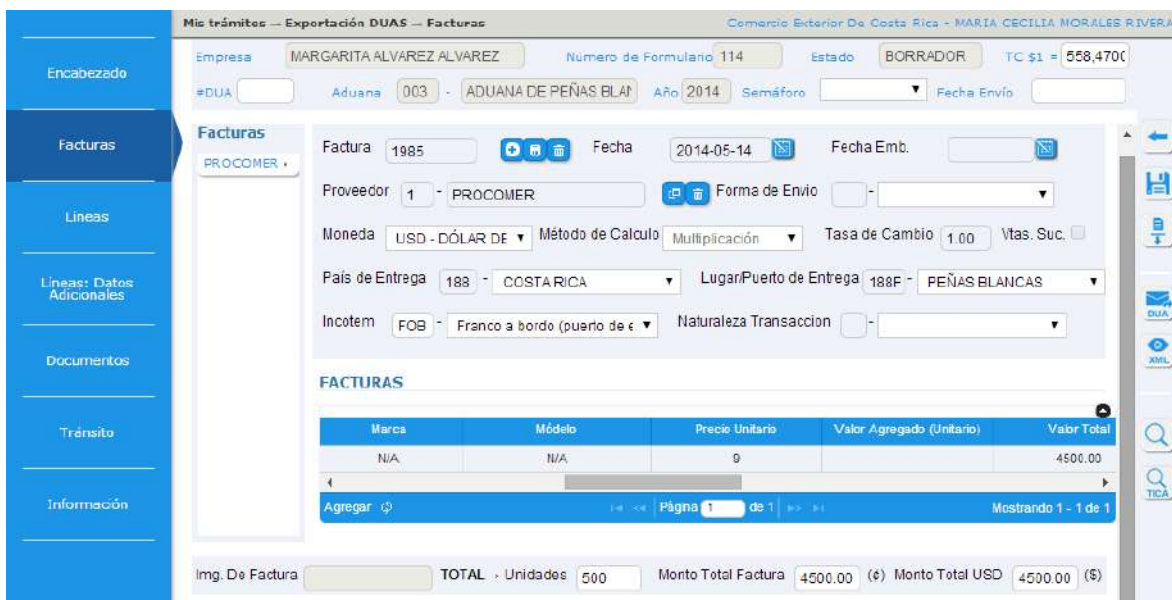 Mis trámites — Exportación DUAS — Facturas
Comercio Exterior De Costa Rica - MARIA CECILIA MORALES RIVERA
Encabezado
Facturas
Lineas
Líneas: Datos
Adicionales
Documentos
Tránsito
Información
Empresa MARGARITA ALVAREZ ALVAREZ Número de Formulario 114 Estado BORRADOR TC $1 = 558,470
#DUA Aduana 003 - ADUANA DE PEÑAS BLAN Año 2014 Semáforo Fecha Envío
Facturas
PROCOMER
Factura 1985 Fecha 2014-05-14 Fecha Emb.
Proveedor 1 - PROCOMER Forma de Envio -
Moneda USD - DÓLAR DE Método de Calculo Multiplicación Tasa de Cambio 1.00 Vtas. Suc.
País de Entrega 188 - COSTA RICA Lugar/Puerto de Entrega 188F - PEÑAS BLANCAS
Incotem FOB - Franco a bordo (puerto de e Naturaleza Transaccion -
FACTURAS
Marca Módelo Precio Unitario Valor Agregado (Unitario) Valor Total
N/A N/A 9 4500.00
Agregar Página 1 de 1 Mostrando 1 - 1 de 1
Img. De Factura TOTAL - Unidades 500 Monto Total Factura 4500.00 (¢) Monto Total USD 4500.00 ($)
DUA
XML
TICA